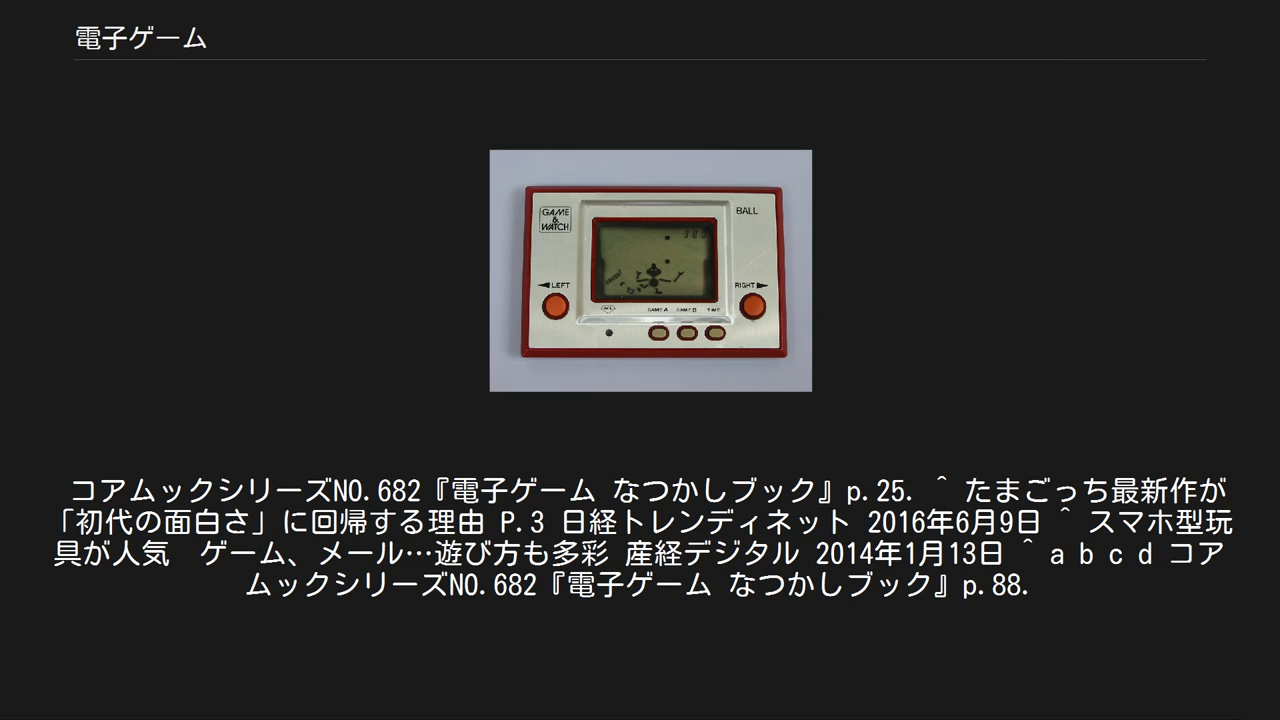 電子ゲーム
GAME
&
WATCH
BALL
◀LEFT
RIGHT▶
GAME A GAME B TIME
コアムックシリーズNO.682『電子ゲーム なつかしブック』p.25. ^ たまごっち最新作が
「初代の面白さ」に回帰する理由 P.3 日経トレンディネット 2016年6月9日 ^ スマホ型玩
具が人気　ゲーム、メール…遊び方も多彩 産経デジタル 2014年1月13日 ^ a b c d コア
ムックシリーズNO.682『電子ゲーム なつかしブック』p.88.